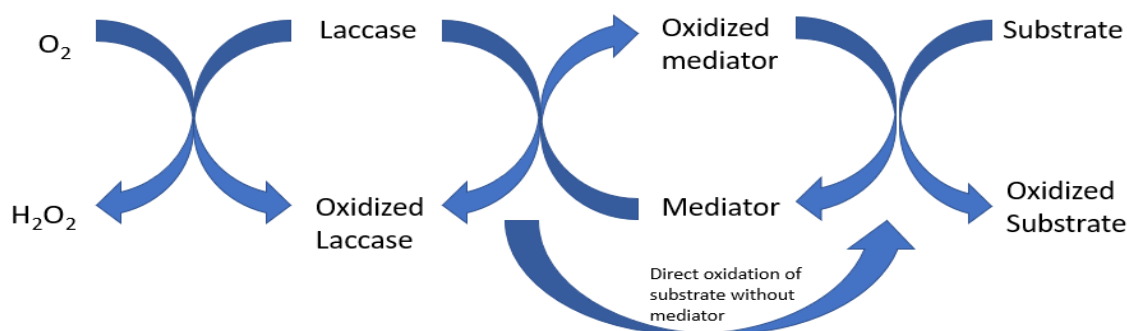 O₂
Laccase
Oxidized
mediator
Substrate
H₂O₂
Oxidized
Laccase
Mediator
Oxidized
Substrate
Direct oxidation of
substrate without
mediator